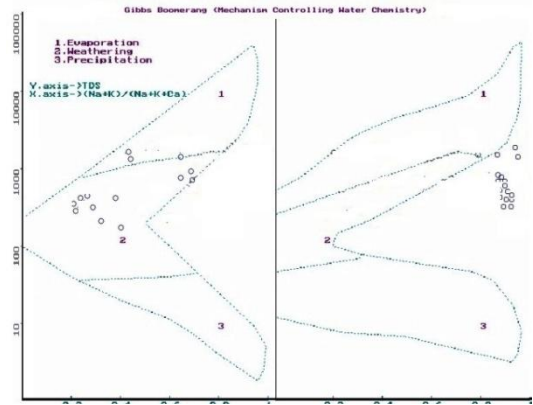 Gibbs Boomerang (Mechanism Controlling Water Chemistry)
1.Evaporation
2.Weathering
3.Precipitation
Y.axis->TDS
X.axis->(Na+K)/(Na+K+Ca)
100000
10000
1000
100
10
1
1
2
2
3
3